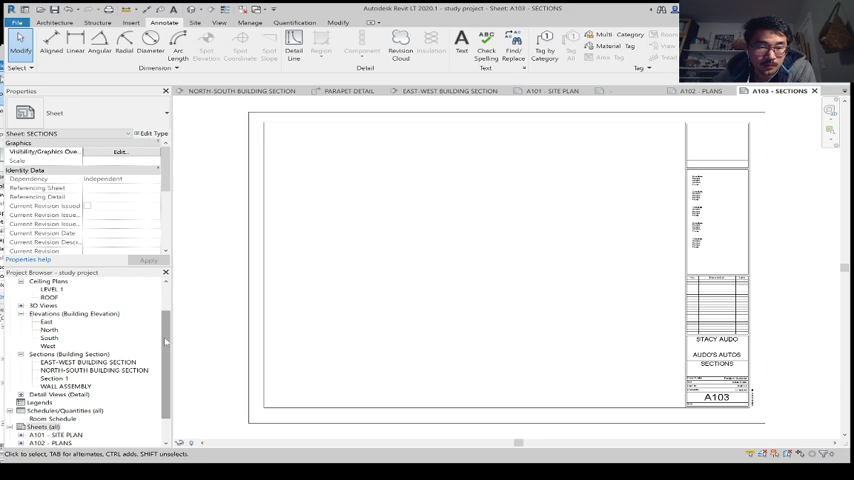 Autodesk Revit LT 2020.1 - study project - Sheet: A103 - SECTIONS
File Architecture Structure Insert Annotate Site View Manage Quantification Modify
Modify Aligned Linear Angular Radial Diameter Arc Length Spot Elevation Spot Coordinate Spot Slope Detail Line Region Component Revision Cloud Insulation Text Check Spelling Find/ Replace Tag by Category Tag All Multi- Category Material Tag Area Tag
Select Dimension Detail Text Tag
Properties
NORTH-SOUTH BUILDING SECTION PARAPET DETAIL EAST-WEST BUILDING SECTION A101 - SITE PLAN A102 - PLANS A103 - SECTIONS
Sheet
Sheet: SECTIONS Edit Type
Graphics
Visibility/Graphics Ove... Edit...
Scale
Identity Data
Dependency Independent
Referencing Sheet
Referencing Detail
Current Revision Issued
Current Revision Issue...
Current Revision Issue...
Current Revision Date
Current Revision Descr...
Current Revision
Properties help Apply
Project Browser - study project
Ceiling Plans
LEVEL 1
ROOF
3D Views
Elevations (Building Elevation)
East
North
South
West
Sections (Building Section)
EAST-WEST BUILDING SECTION
NORTH-SOUTH BUILDING SECTION
Section 1
WALL ASSEMBLY
Detail Views (Detail)
Legends
Schedules/Quantities (all)
Room Schedule
Sheets (all)
A101 - SITE PLAN
A102 - PLANS
STACY AUDO
AUDO'S AUTOS
SECTIONS
A103
Click to select, TAB for alternates, CTRL adds, SHIFT unselects.